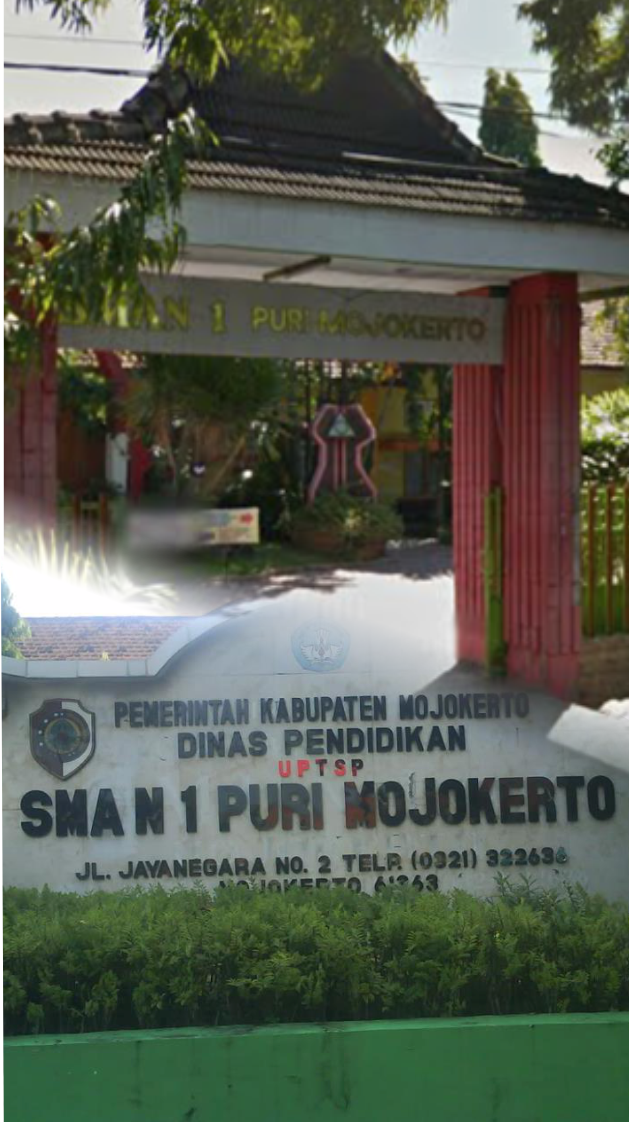 SMAN 1 PURI MOJOKERTO
PEMERINTAH KABUPATEN MOJOKERTO
DINAS PENDIDIKAN
UPTSP
SMA N 1 PURI MOJOKERTO
JL. JAYANEGARA NO. 2 TELP. (0321) 322636
MOJOKERTO 61363